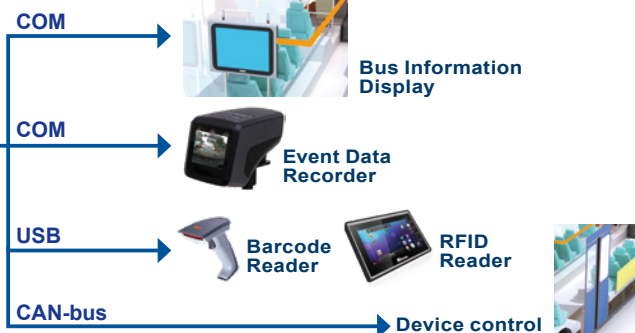 COM
Bus Information
Display
COM
Event Data
Recorder
USB
Barcode
Reader
RFID
Reader
CAN-bus
Device control